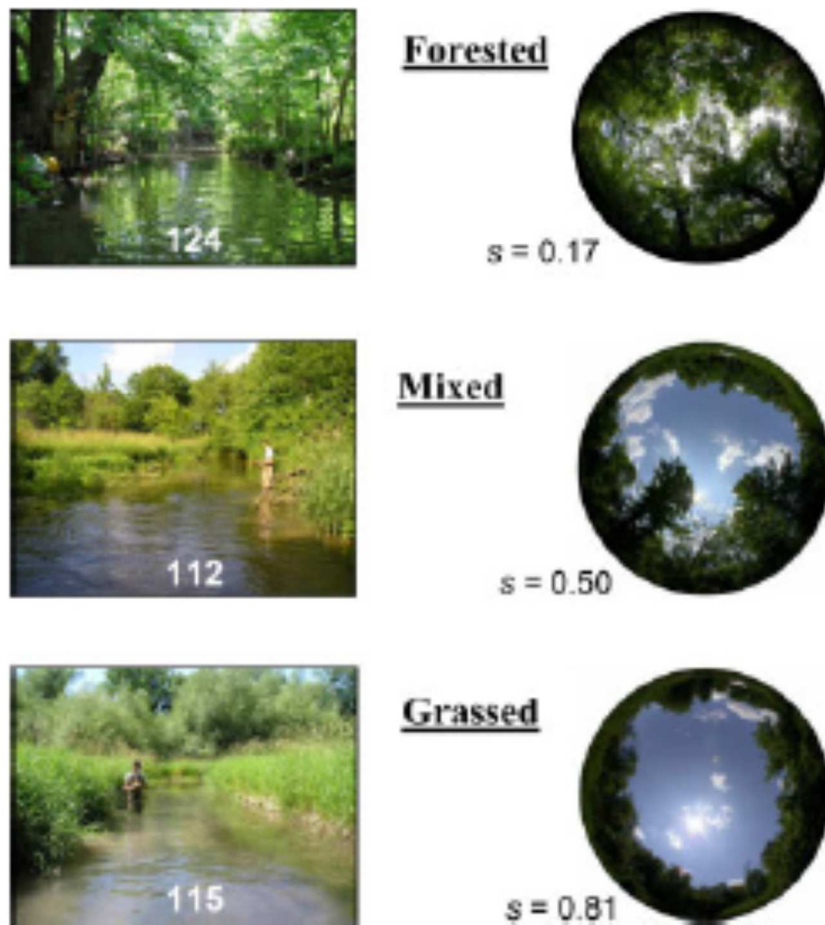 Forested
124
s = 0.17
Mixed
112
s = 0.50
Grassed
115
s = 0.81